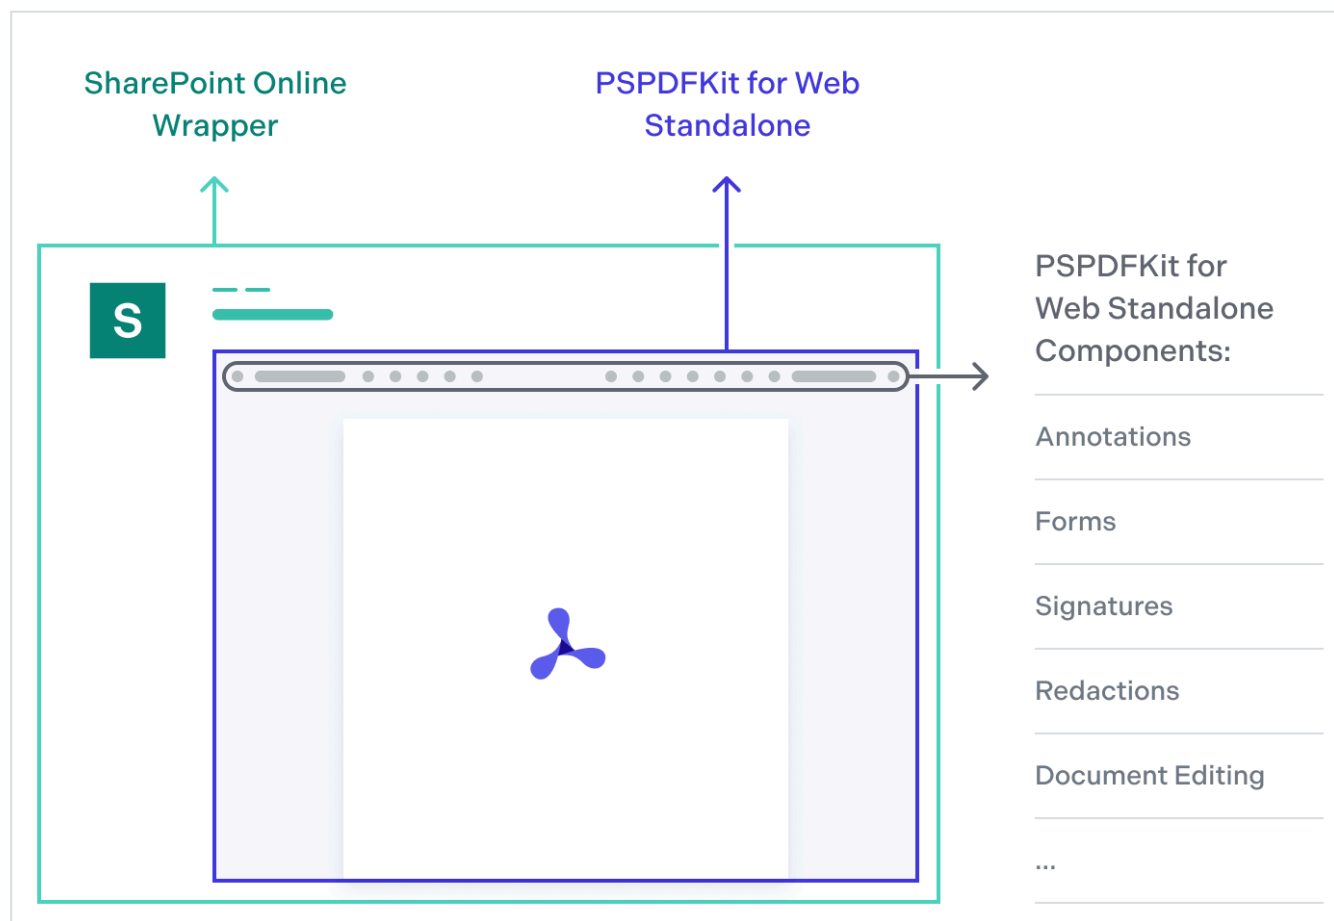 SharePoint Online
Wrapper
PSPDFKit for Web
Standalone
S
PSPDFKit for
Web Standalone
Components:
Annotations
Forms
Signatures
Redactions
Document Editing
...